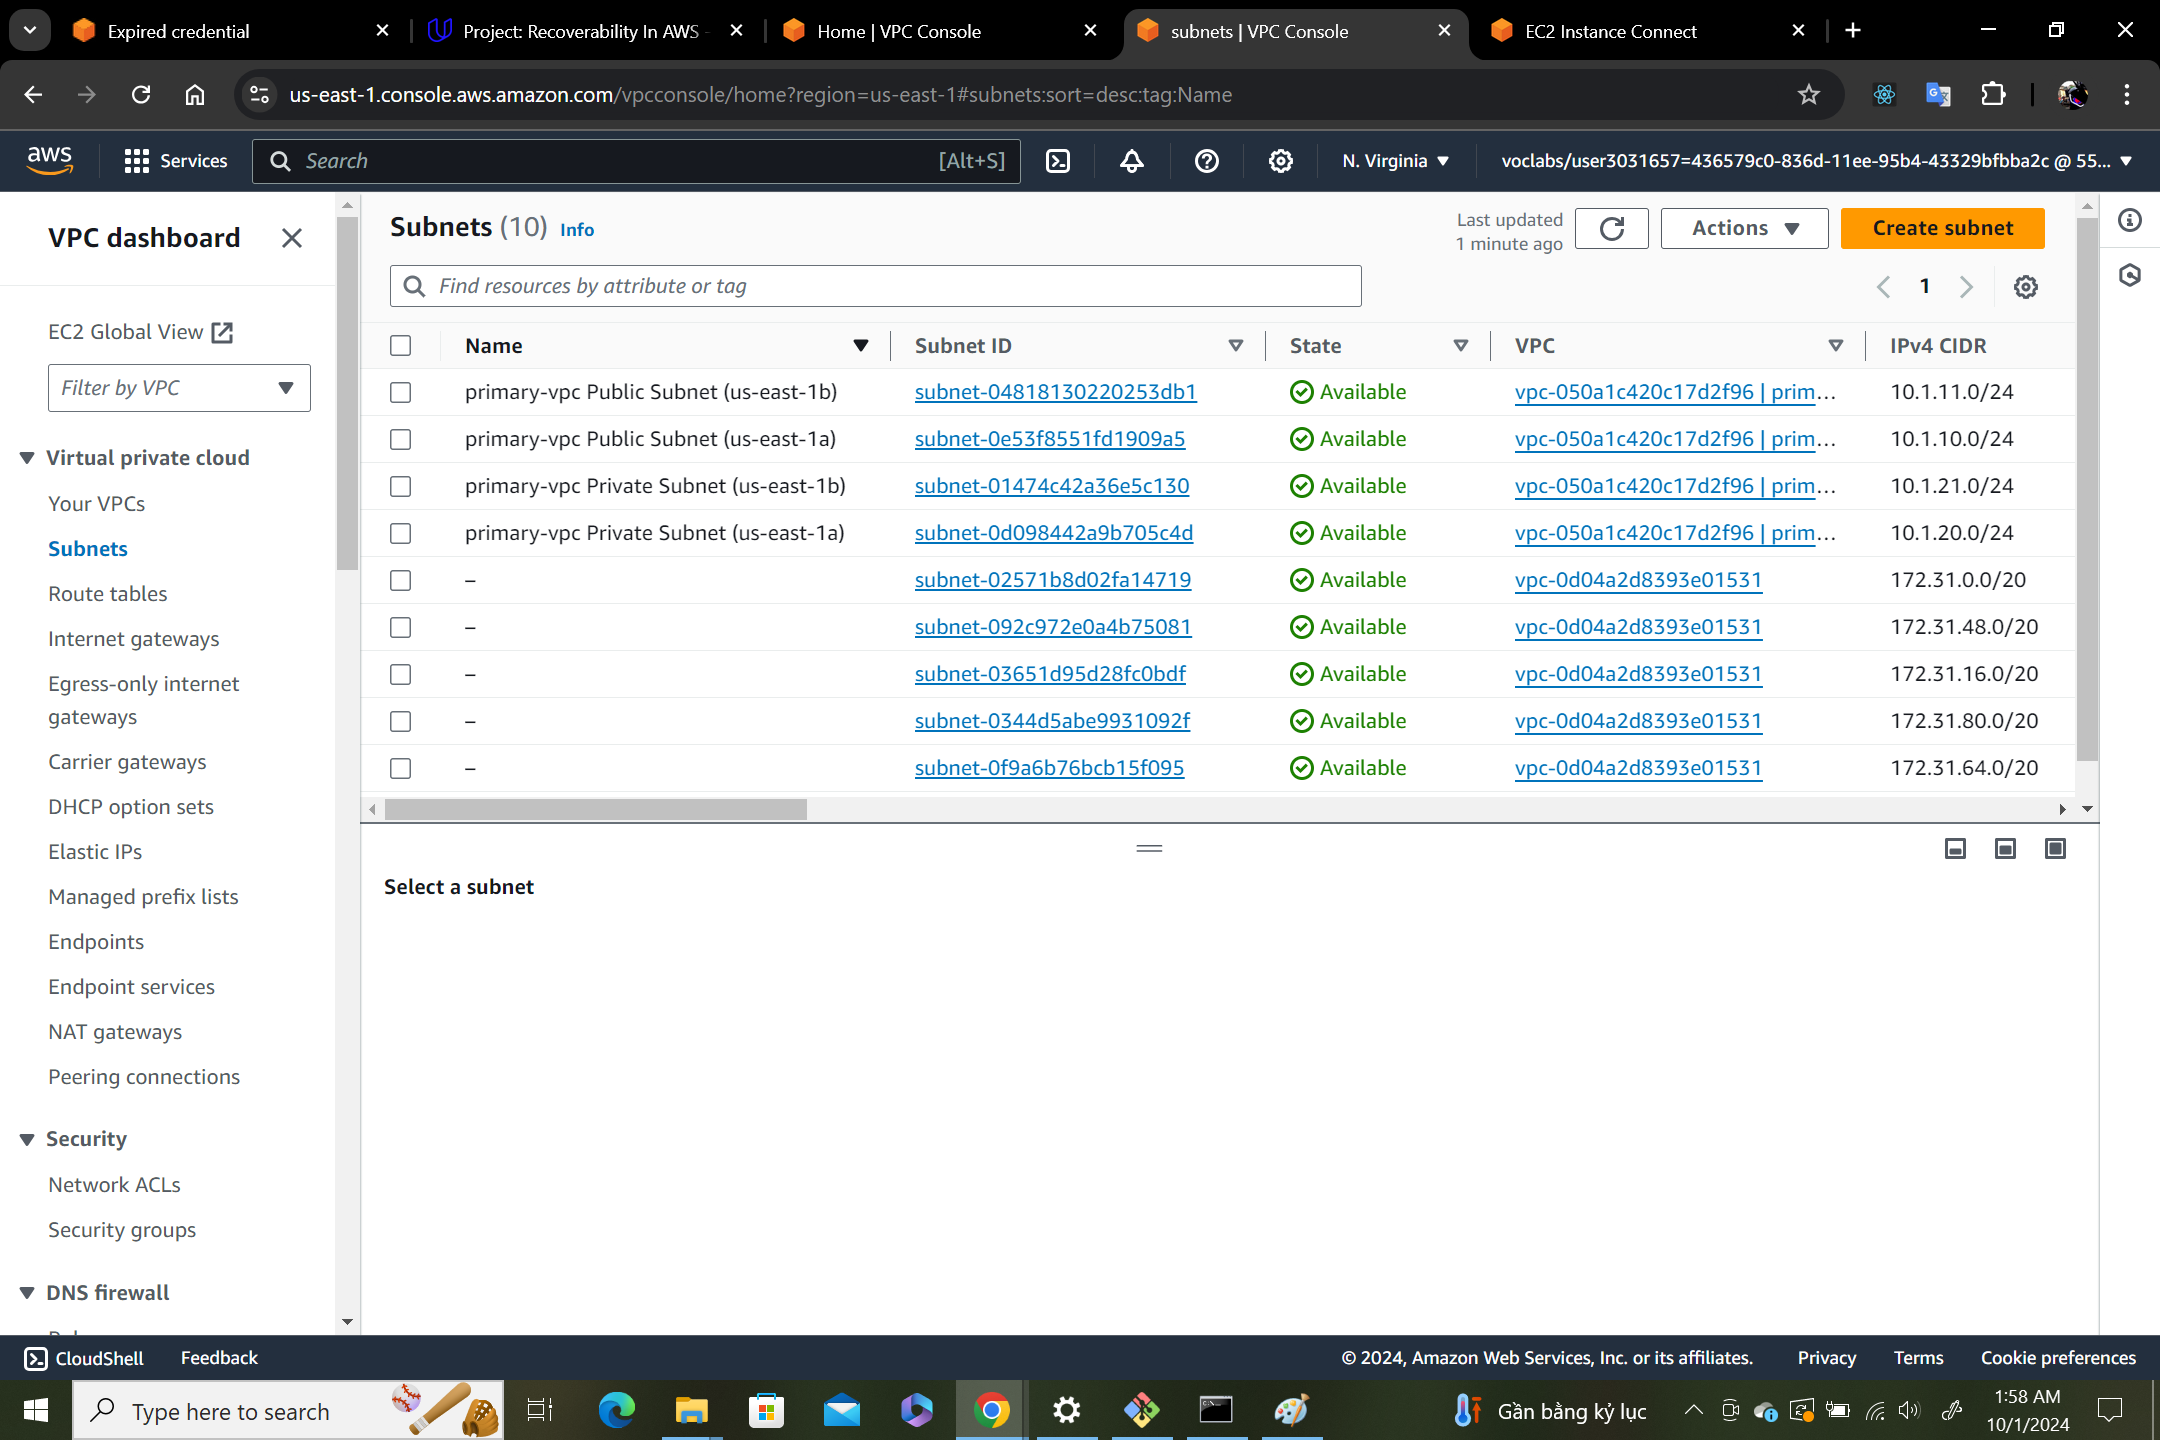 Expired credential
Project: Recoverability In AWS -
Home | VPC Console
subnets | VPC Console
EC2 Instance Connect
us-east-1.console.aws.amazon.com/vpcconsole/home?region=us-east-1#subnets:sort=desc:tag:Name
aws
Services
Search
[Alt+S]
N. Virginia
voclabs/user3031657=436579c0-836d-11ee-95b4-43329bfbba2c @ 55...
VPC dashboard
EC2 Global View
Filter by VPC
Virtual private cloud
Your VPCs
Subnets
Route tables
Internet gateways
Egress-only internet
gateways
Carrier gateways
DHCP option sets
Elastic IPs
Managed prefix lists
Endpoints
Endpoint services
NAT gateways
Peering connections
Security
Network ACLs
Security groups
DNS firewall
Subnets (10) Info
Last updated
1 minute ago
Actions
Create subnet
Find resources by attribute or tag
1
Name Subnet ID State VPC IPv4 CIDR
primary-vpc Public Subnet (us-east-1b) subnet-04818130220253db1 Available vpc-050a1c420c17d2f96 | prim... 10.1.11.0/24
primary-vpc Public Subnet (us-east-1a) subnet-0e53f8551fd1909a5 Available vpc-050a1c420c17d2f96 | prim... 10.1.10.0/24
primary-vpc Private Subnet (us-east-1b) subnet-01474c42a36e5c130 Available vpc-050a1c420c17d2f96 | prim... 10.1.21.0/24
primary-vpc Private Subnet (us-east-1a) subnet-0d098442a9b705c4d Available vpc-050a1c420c17d2f96 | prim... 10.1.20.0/24
– subnet-02571b8d02fa14719 Available vpc-0d04a2d8393e01531 172.31.0.0/20
– subnet-092c972e0a4b75081 Available vpc-0d04a2d8393e01531 172.31.48.0/20
– subnet-03651d95d28fc0bdf Available vpc-0d04a2d8393e01531 172.31.16.0/20
– subnet-0344d5abe9931092f Available vpc-0d04a2d8393e01531 172.31.80.0/20
– subnet-0f9a6b76bcb15f095 Available vpc-0d04a2d8393e01531 172.31.64.0/20
Select a subnet
CloudShell
Feedback
© 2024, Amazon Web Services, Inc. or its affiliates.
Privacy
Terms
Cookie preferences
Type here to search
Gần bằng kỷ lục
1:58 AM
10/1/2024